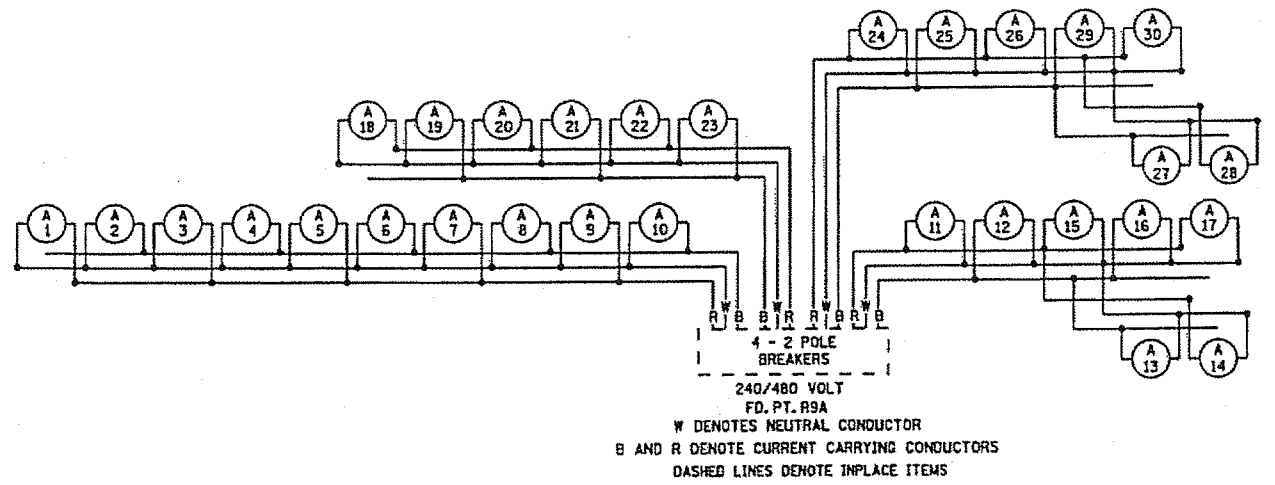 A 24 A 25 A 26 A 29 A 30
A 18 A 19 A 20 A 21 A 22 A 23
A 27 A 28
A 1 A 2 A 3 A 4 A 5 A 6 A 7 A 8 A 9 A 10
A 11 A 12 A 15 A 16 A 17
R W B B W R R W B R W B
4 - 2 POLE
BREAKERS
A 13 A 14
240/480 VOLT
FD. PT. R9A
W DENOTES NEUTRAL CONDUCTOR
B AND R DENOTE CURRENT CARRYING CONDUCTORS
DASHED LINES DENOTE INPLACE ITEMS